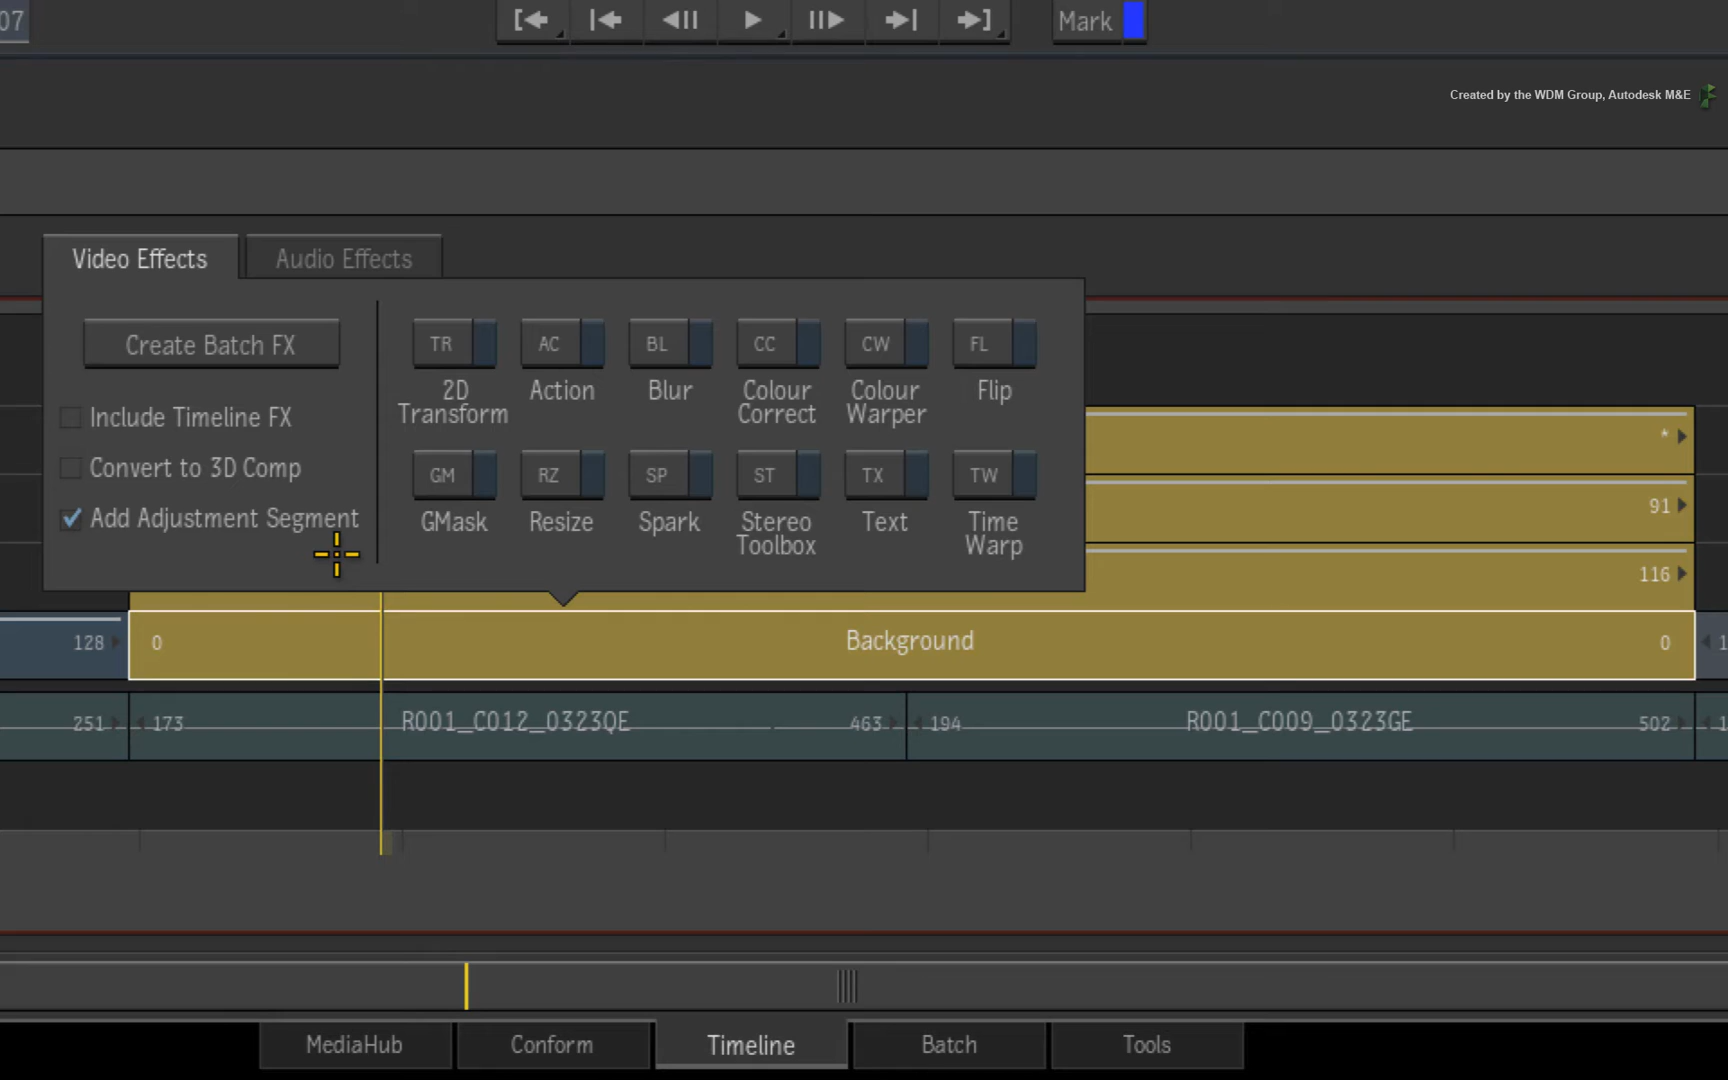 07
Mark
Created by the WDM Group, Autodesk M&E
Video Effects
Audio Effects
Create Batch FX
Include Timeline FX
Convert to 3D Comp
Add Adjustment Segment
TR
AC
BL
CC
CW
FL
2D Transform
Action
Blur
Colour Correct
Colour Warper
Flip
GM
RZ
SP
ST
TX
TW
GMask
Resize
Spark
Stereo Toolbox
Text
Time Warp
*
91
116
128
0
Background
0
1
251
173
R001_C012_0323QE
463
194
R001_C009_0323GE
502
1
MediaHub
Conform
Timeline
Batch
Tools